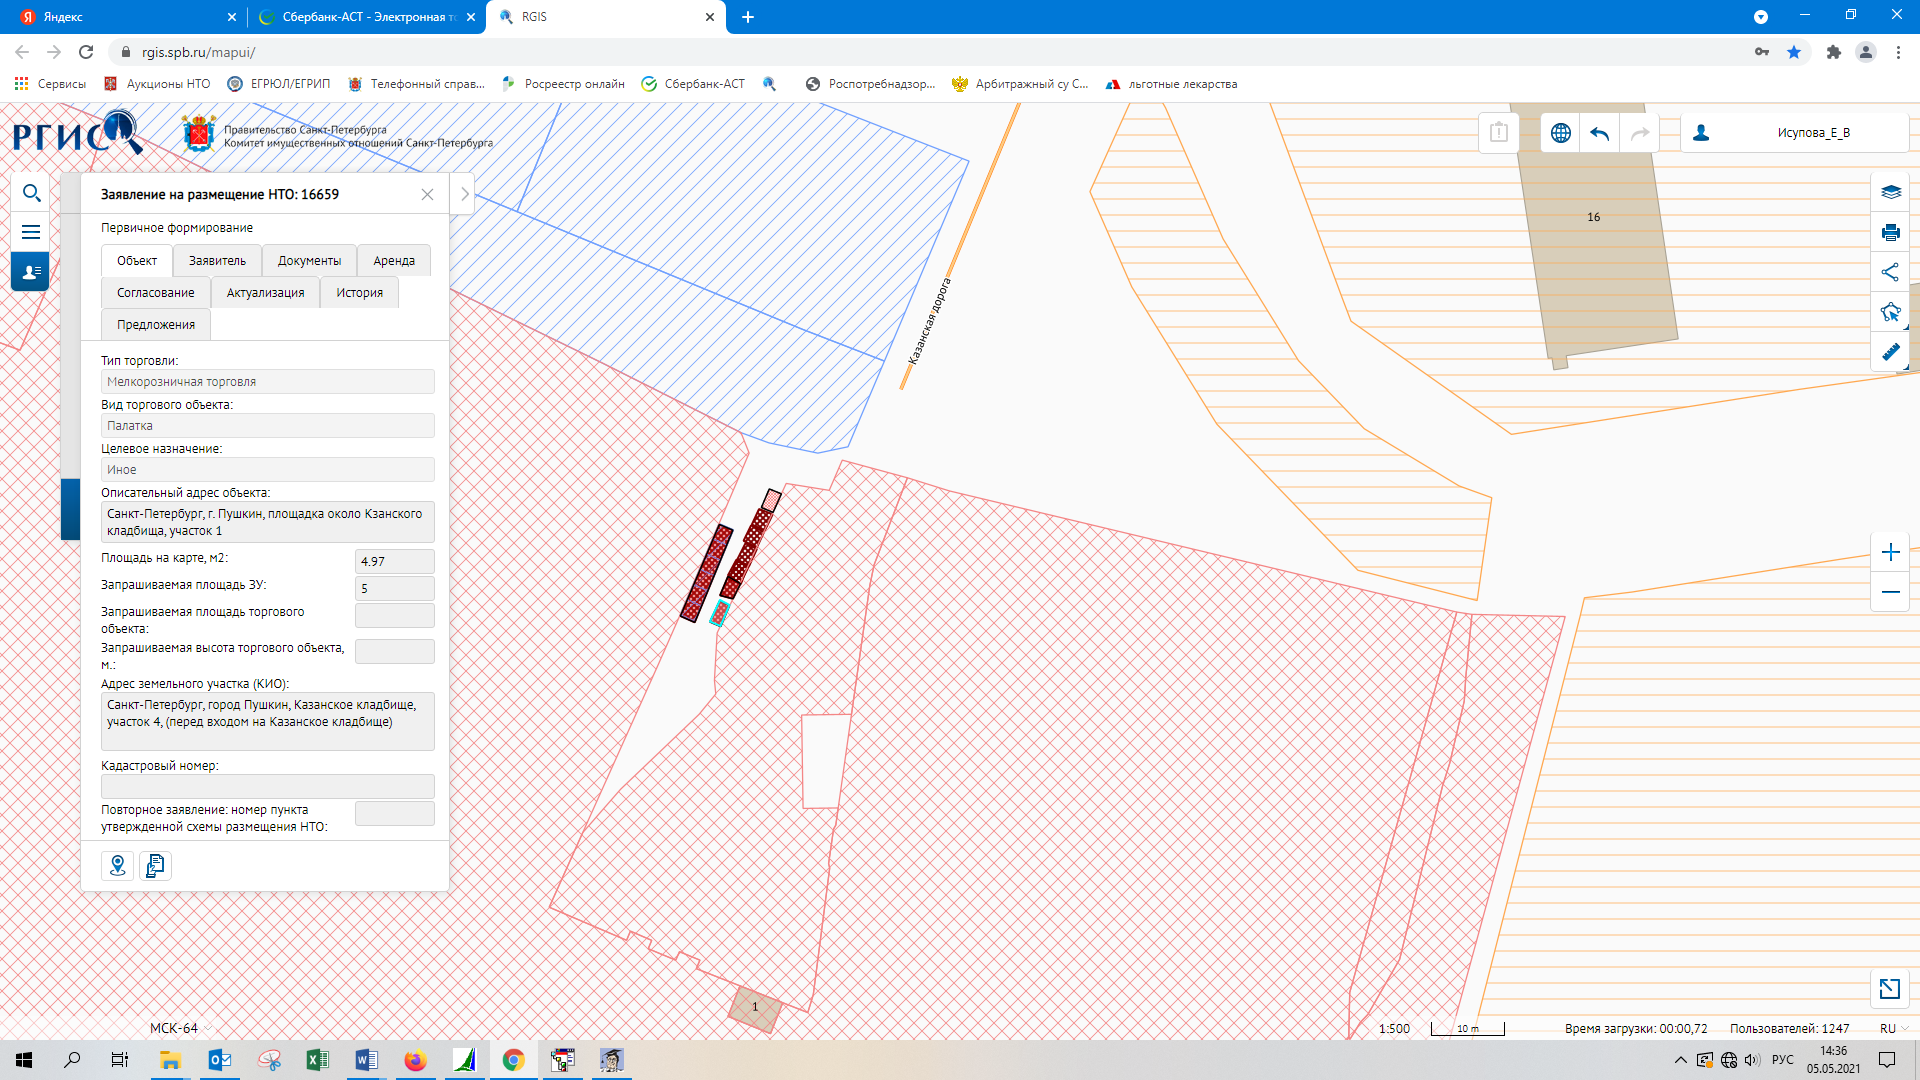 Яндекс
Сбербанк-АСТ - Электронная то
RGIS
rgis.spb.ru/mapui/
Сервисы
Аукционы НТО
ЕГРЮЛ/ЕГРИП
Телефонный справ...
Росреестр онлайн
Сбербанк-АСТ
Роспотребнадзор...
Арбитражный су С...
льготные лекарства
РГИС
Правительство Санкт-Петербурга
Комитет имущественных отношений Санкт-Петербурга
Исупова_Е_В
Заявление на размещение НТО: 16659
Первичное формирование
Объект
Заявитель
Документы
Аренда
Согласование
Актуализация
История
Предложения
Тип торговли:
Мелкорозничная торговля
Вид торгового объекта:
Палатка
Целевое назначение:
Иное
Описательный адрес объекта:
Санкт-Петербург, г. Пушкин, площадка около Кзанского
кладбища, участок 1
Площадь на карте, м2:
4.97
Запрашиваемая площадь ЗУ:
5
Запрашиваемая площадь торгового
объекта:
Запрашиваемая высота торгового объекта,
м.:
Адрес земельного участка (КИО):
Санкт-Петербург, город Пушкин, Казанское кладбище,
участок 4, (перед входом на Казанское кладбище)
Кадастровый номер:
Повторное заявление: номер пункта
утвержденной схемы размещения НТО:
Казанская дорога
16
1
МСК-64
1:500
10 m
Время загрузки: 00:00,72
Пользователей: 1247
RU
РУС
14:36
05.05.2021